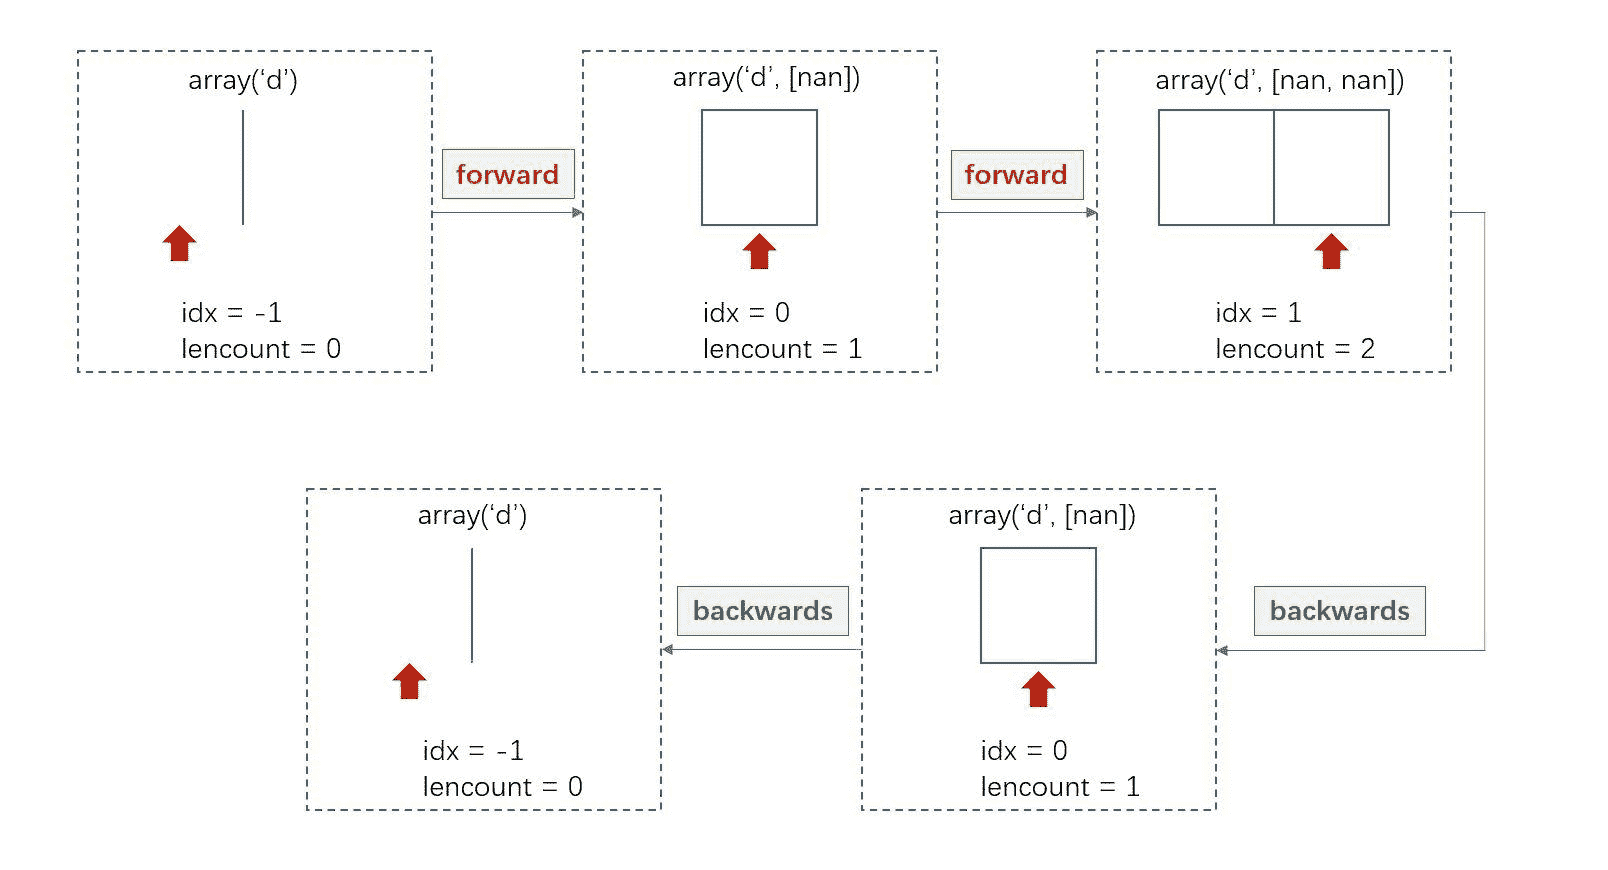 array(‘d’)
idx = -1
lencount = 0
forward
array(‘d’, [nan])
idx = 0
lencount = 1
forward
array(‘d’, [nan, nan])
idx = 1
lencount = 2
backwards
array(‘d’, [nan])
idx = 0
lencount = 1
backwards
array(‘d’)
idx = -1
lencount = 0